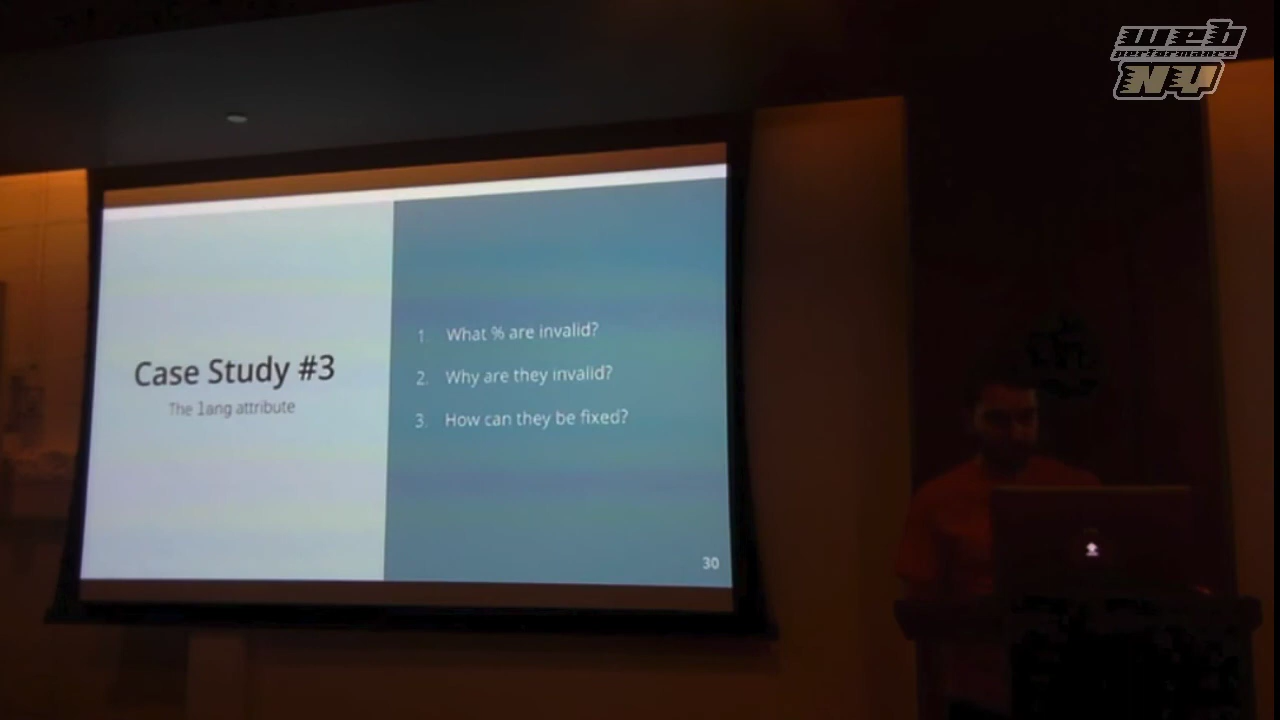 web
performance
NY
Case Study #3
The lang attribute
1. What % are invalid?
2. Why are they invalid?
3. How can they be fixed?
30